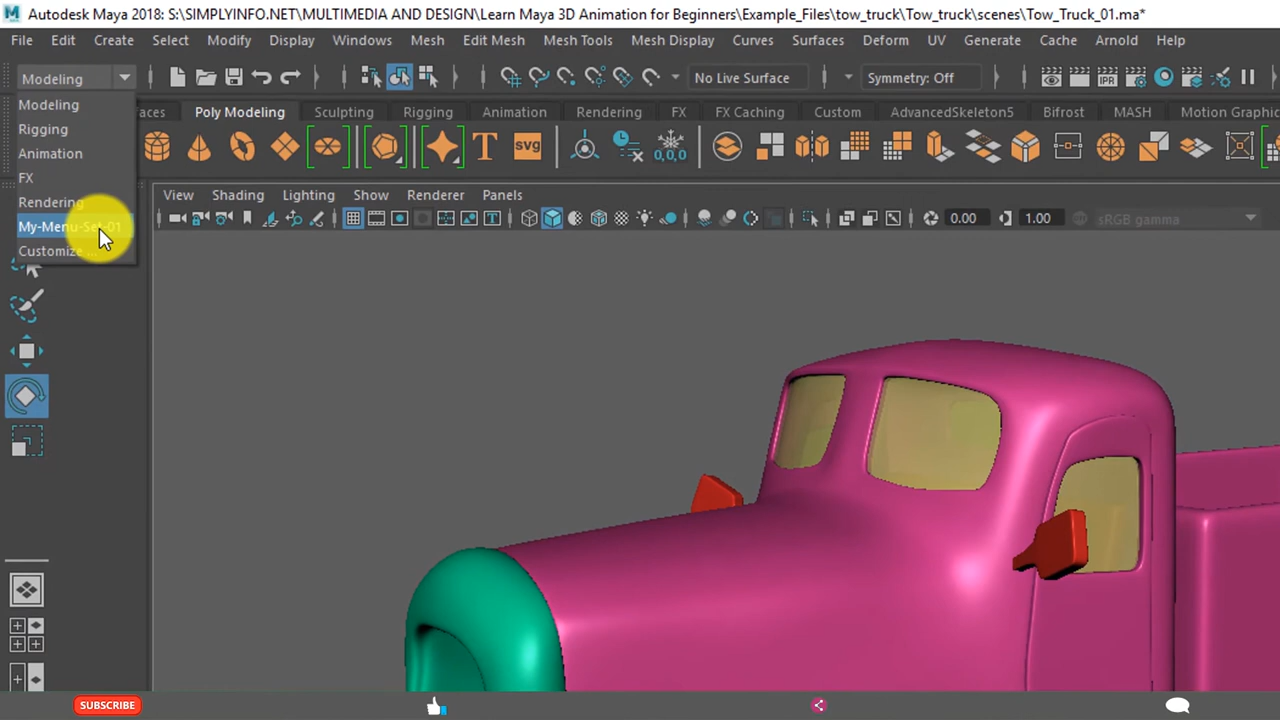 Autodesk Maya 2018: S:\SIMPLYINFO.NET\MULTIMEDIA AND DESIGN\Learn Maya 3D Animation for Beginners\Example_Files\tow_truck\Tow_truck\scenes\Tow_Truck_01.ma*
File Edit Create Select Modify Display Windows Mesh Edit Mesh Mesh Tools Mesh Display Curves Surfaces Deform UV Generate Cache Arnold Help
Modeling No Live Surface Symmetry: Off
Modeling
Rigging
Animation
FX
Rendering
My-Menu-Set-01
Customize ...
aces Poly Modeling Sculpting Rigging Animation Rendering FX FX Caching Custom AdvancedSkeleton5 Bifrost MASH Motion Graphic
T svg 0,0,0
View Shading Lighting Show Renderer Panels
IPR T 0.00 1.00 sRGB gamma
SUBSCRIBE